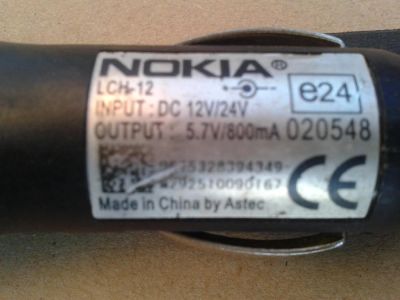 NOKIA®
LCH-12
e24
INPUT : DC 12V/24V
OUTPUT : 5.7V/800mA 020548
Made in China by Astec
CE